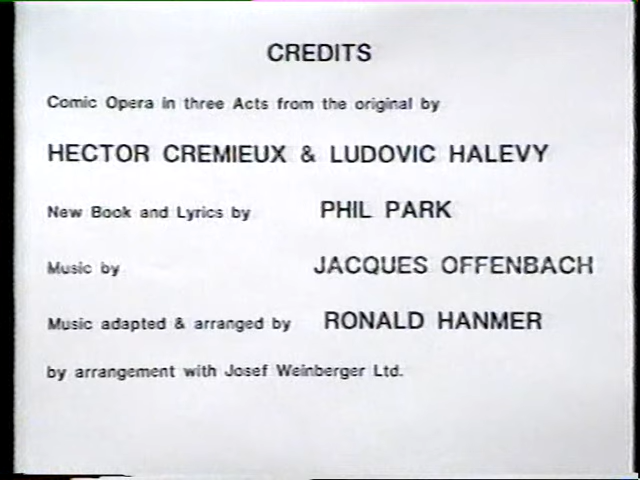 CREDITS
Comic Opera in three Acts from the original by
HECTOR CREMIEUX & LUDOVIC HALEVY
New Book and Lyrics by PHIL PARK
Music by JACQUES OFFENBACH
Music adapted & arranged by RONALD HANMER
by arrangement with Josef Weinberger Ltd.